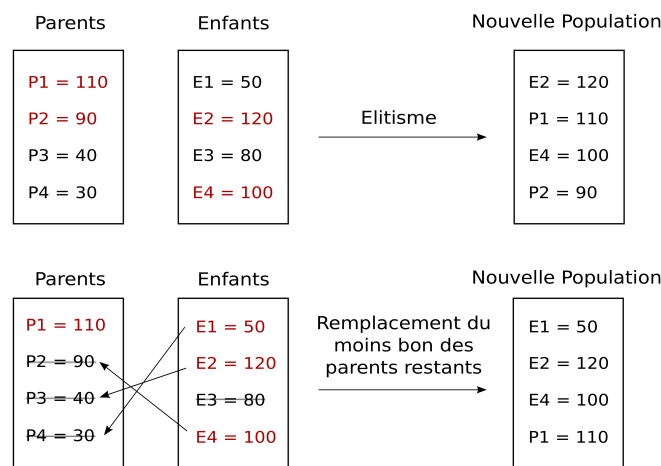 Parents
Enfants
Nouvelle Population
P1 = 110
P2 = 90
P3 = 40
P4 = 30
E1 = 50
E2 = 120
E3 = 80
E4 = 100
Elitisme
E2 = 120
P1 = 110
E4 = 100
P2 = 90
Parents
Enfants
Nouvelle Population
P1 = 110
P2 = 90
P3 = 40
P4 = 30
E1 = 50
E2 = 120
E3 = 80
E4 = 100
Remplacement du
moins bon des
parents restants
E1 = 50
E2 = 120
E4 = 100
P1 = 110